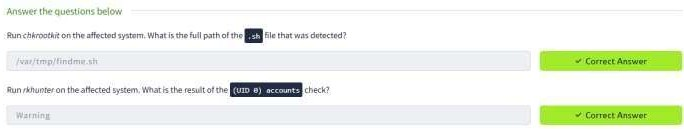 Answer the questions below
Run chkrootkit on the affected system. What is the full path of the .sh file that was detected?
/var/tmp/findme.sh
✓ Correct Answer
Run rkhunter on the affected system. What is the result of the (UID 0) accounts check?
Warning
✓ Correct Answer